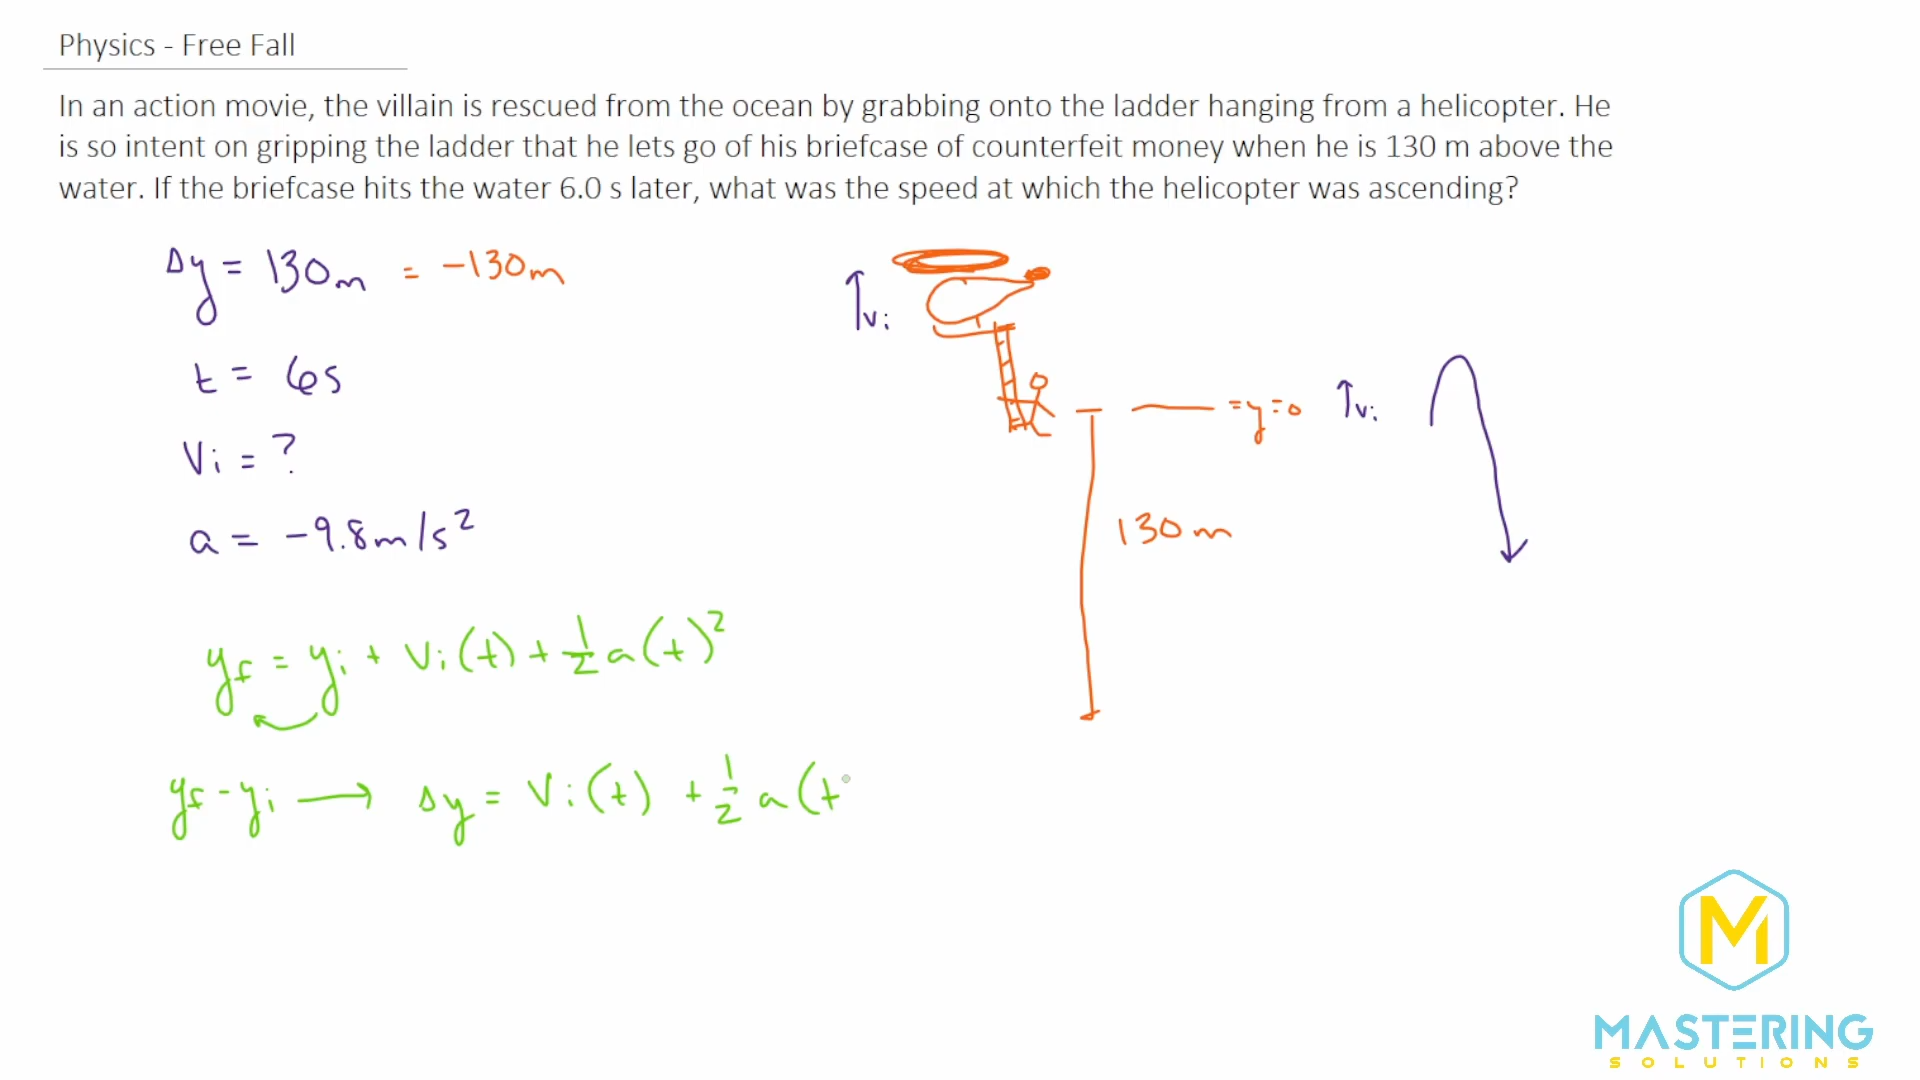 Physics - Free Fall
In an action movie, the villain is rescued from the ocean by grabbing onto the ladder hanging from a helicopter. He
is so intent on gripping the ladder that he lets go of his briefcase of counterfeit money when he is 130 m above the
water. If the briefcase hits the water 6.0 s later, what was the speed at which the helicopter was ascending?
Δy = 130m = -130m
t = 6s
Vi = ?
a = -9.8m/s²
yf = yi + Vi(t) + 1/2 a(t)²
yf - yi → Δy = Vi(t) + 1/2 a(t
↑vi
= y = 0 ↑vi
130m
MASTERING
SOLUTIONS